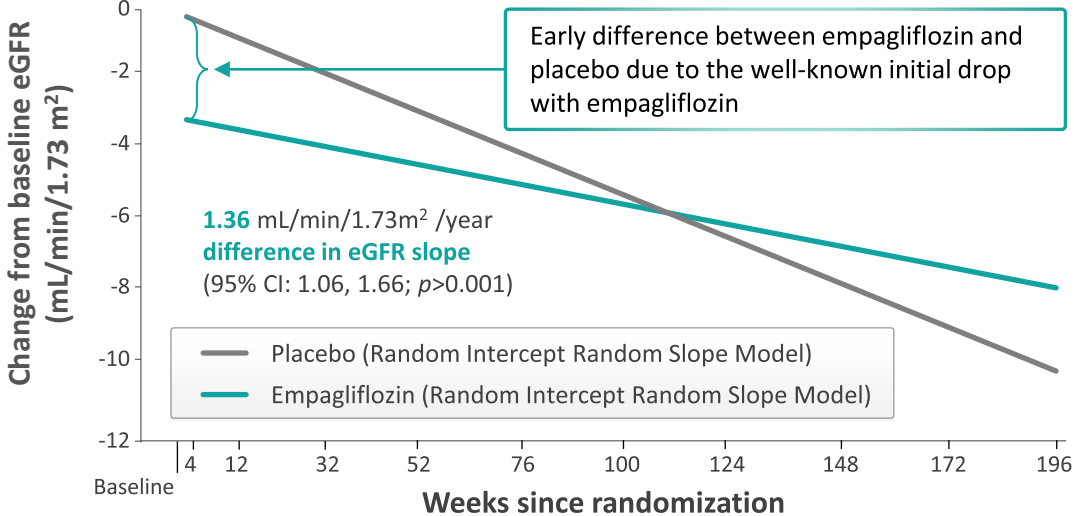 Change from baseline eGFR
(mL/min/1.73 m²)
0
-2
-4
-6
-8
-10
-12
Early difference between empagliflozin and
placebo due to the well-known initial drop
with empagliflozin
1.36 mL/min/1.73m² /year
difference in eGFR slope
(95% CI: 1.06, 1.66; p>0.001)
Placebo (Random Intercept Random Slope Model)
Empagliflozin (Random Intercept Random Slope Model)
4 12 32 52 76 100 124 148 172 196
Baseline
Weeks since randomization